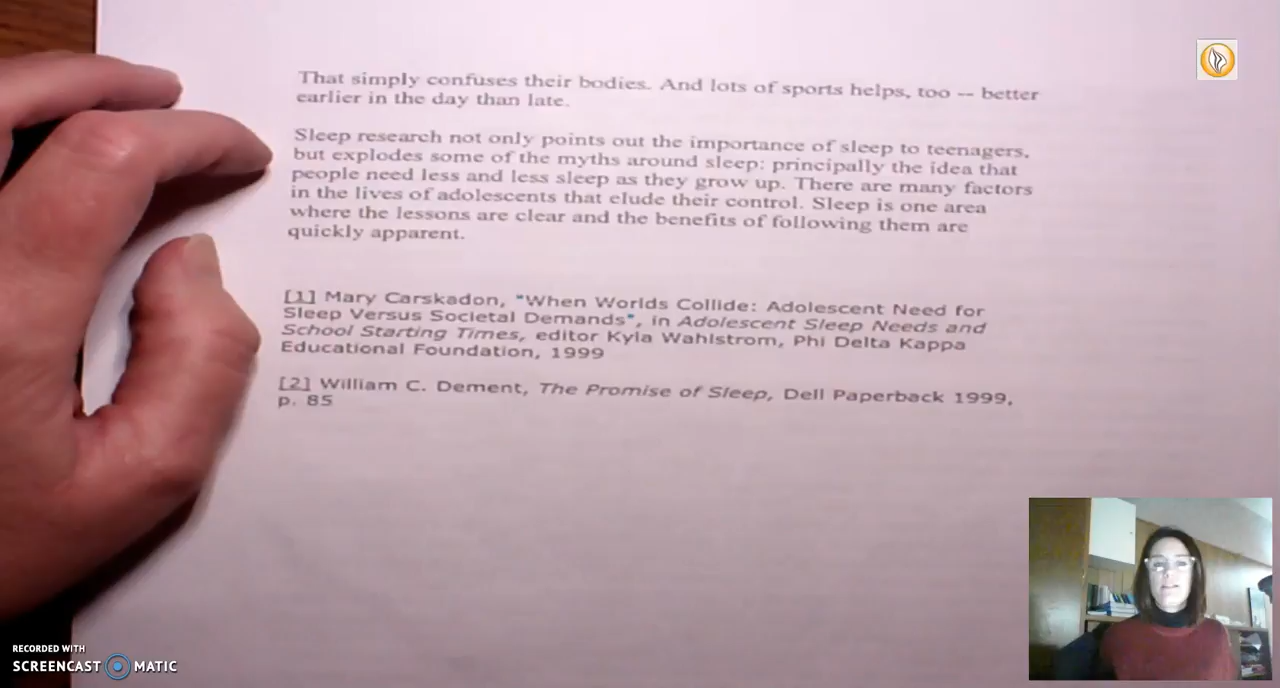 That simply confuses their bodies. And lots of sports helps, too -- better
earlier in the day than late.
Sleep research not only points out the importance of sleep to teenagers,
but explodes some of the myths around sleep: principally the idea that
people need less and less sleep as they grow up. There are many factors
in the lives of adolescents that elude their control. Sleep is one area
where the lessons are clear and the benefits of following them are
quickly apparent.
[1] Mary Carskadon, "When Worlds Collide: Adolescent Need for
Sleep Versus Societal Demands", in Adolescent Sleep Needs and
School Starting Times, editor Kyla Wahlstrom, Phi Delta Kappa
Educational Foundation, 1999
[2] William C. Dement, The Promise of Sleep, Dell Paperback 1999,
p. 85
RECORDED WITH
SCREENCAST MATIC